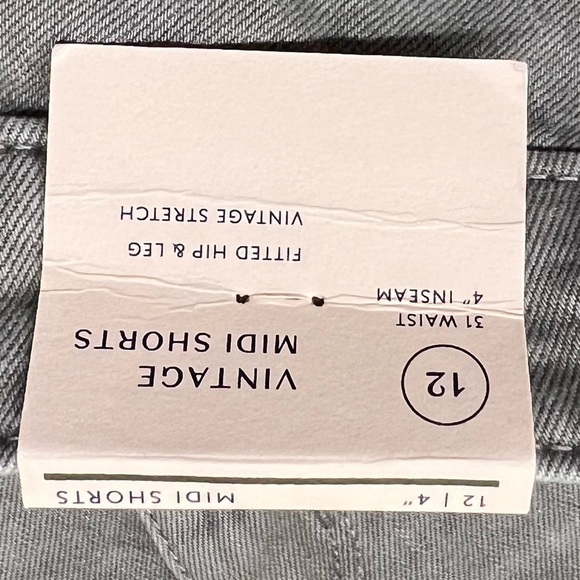 12 | 4" MIDI SHORTS
12
VINTAGE
MIDI SHORTS
31 WAIST
4" INSEAM
FITTED HIP & LEG
VINTAGE STRETCH